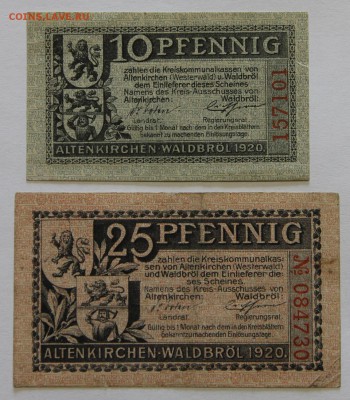 COINS.LAVE.RU
10 PFENNIG
zahlen die Kreiskommunalkassen
von Altenkirchen (Westerwald) u. Waldbröl
dem Einlieferer dieses Scheines
Namens des Kreis-Ausschusses von
Altenkirchen: Waldbröl:
Landrat. Regierungsrat.
Gültig bis 1 Monat nach dem in den Kreisblättern
bekannt zu machenden Einlösungstage.
157101
ALTENKIRCHEN-WALDBRÖL 1920.
25 PFENNIG
zahlen die Kreiskommunalkas-
sen von Altenkirchen (Westerwald)
und Waldbröl dem Einlieferer die-
ses Scheines.
Namens des Kreis-Ausschusses von
Altenkirchen: Waldbröl:
Landrat. Regierungsrat.
Gültig bis 1 Monat nach dem in den Kreisblättern
bekanntzumachenden Einlösungstage.
No 084730
ALTENKIRCHEN-WALDBRÖL 1920.